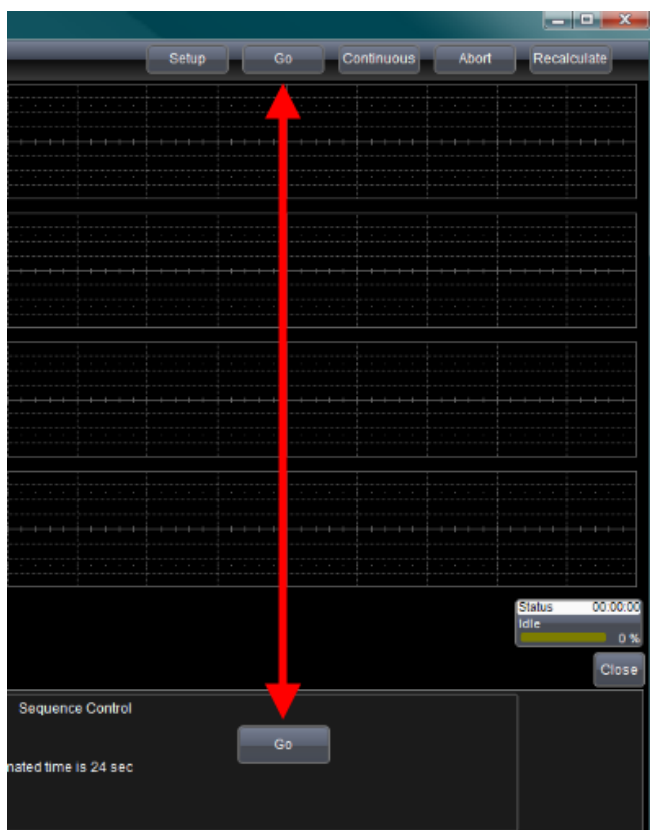 Setup Go Continuous Abort Recalculate
Status 00:00:00
Idle
0 %
Close
Sequence Control
Go
nated time is 24 sec